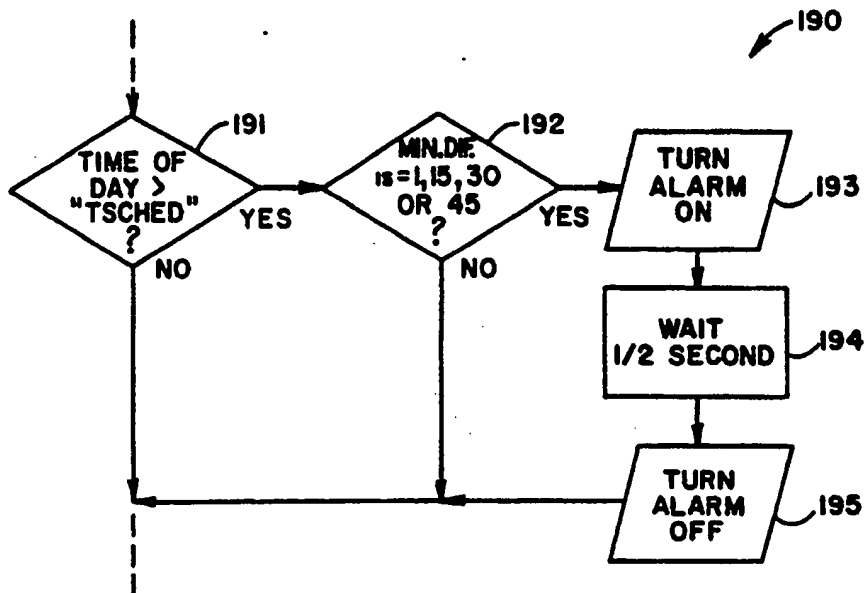 190
191
TIME OF
DAY >
"TSCHED"
?
YES
NO
192
MIN.DIF.
is=1,15,30
OR 45
?
YES
NO
TURN
ALARM
ON
193
WAIT
1/2 SECOND
194
TURN
ALARM
OFF
195